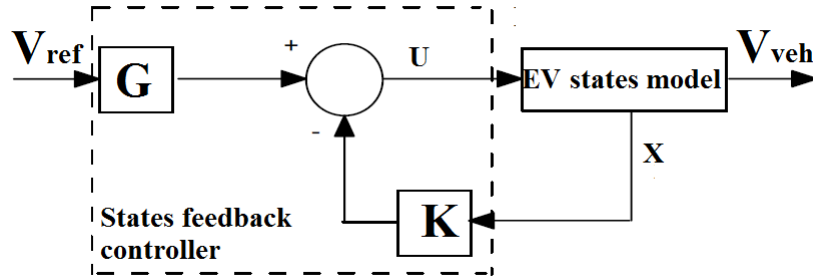 Vref
G
+
-
U
EV states model
Vveh
X
K
States feedback
controller